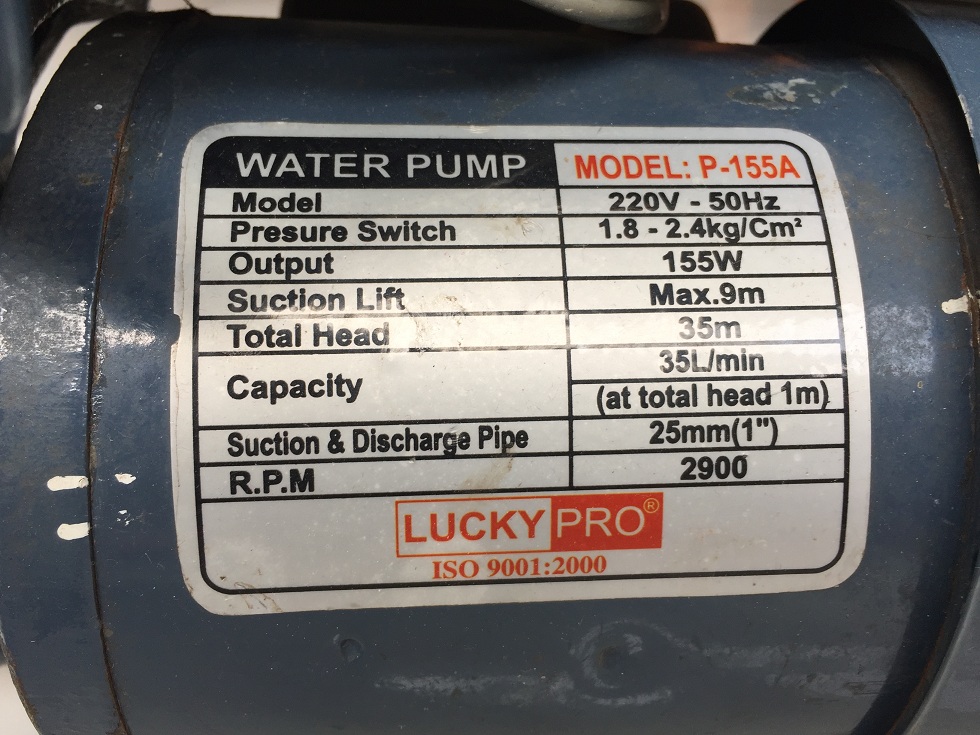 WATER PUMP MODEL: P-155A
Model 220V - 50Hz
Presure Switch 1.8 - 2.4kg/Cm²
Output 155W
Suction Lift Max.9m
Total Head 35m
Capacity 35L/min
(at total head 1m)
Suction & Discharge Pipe 25mm(1")
R.P.M 2900
LUCKY PRO®
ISO 9001:2000